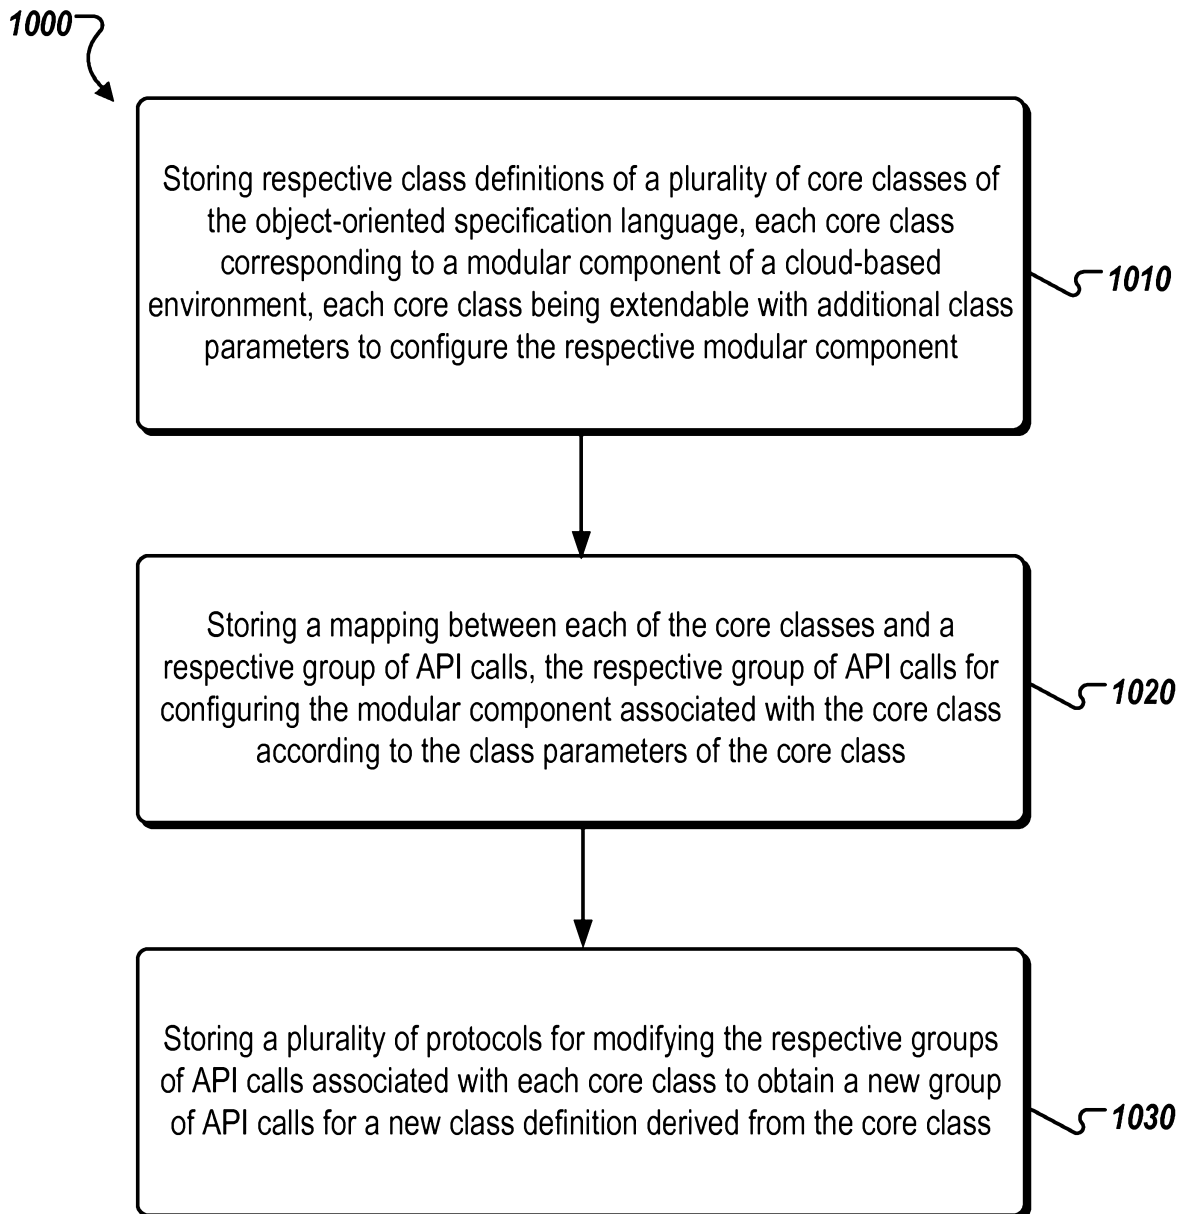 1000
Storing respective class definitions of a plurality of core classes of
the object-oriented specification language, each core class
corresponding to a modular component of a cloud-based
environment, each core class being extendable with additional class
parameters to configure the respective modular component
1010
Storing a mapping between each of the core classes and a
respective group of API calls, the respective group of API calls for
configuring the modular component associated with the core class
according to the class parameters of the core class
1020
Storing a plurality of protocols for modifying the respective groups
of API calls associated with each core class to obtain a new group
of API calls for a new class definition derived from the core class
1030